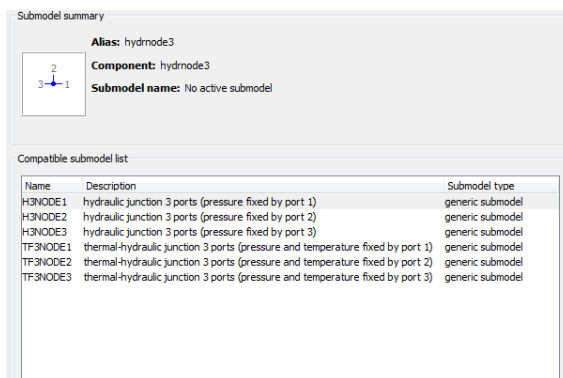 Submodel summary
Alias: hydrnode3
2
Component: hydrnode3
3 1
Submodel name: No active submodel
Compatible submodel list
Name Description Submodel type
H3NODE1 hydraulic junction 3 ports (pressure fixed by port 1) generic submodel
H3NODE2 hydraulic junction 3 ports (pressure fixed by port 2) generic submodel
H3NODE3 hydraulic junction 3 ports (pressure fixed by port 3) generic submodel
TF3NODE1 thermal-hydraulic junction 3 ports (pressure and temperature fixed by port 1) generic submodel
TF3NODE2 thermal-hydraulic junction 3 ports (pressure and temperature fixed by port 2) generic submodel
TF3NODE3 thermal-hydraulic junction 3 ports (pressure and temperature fixed by port 3) generic submodel